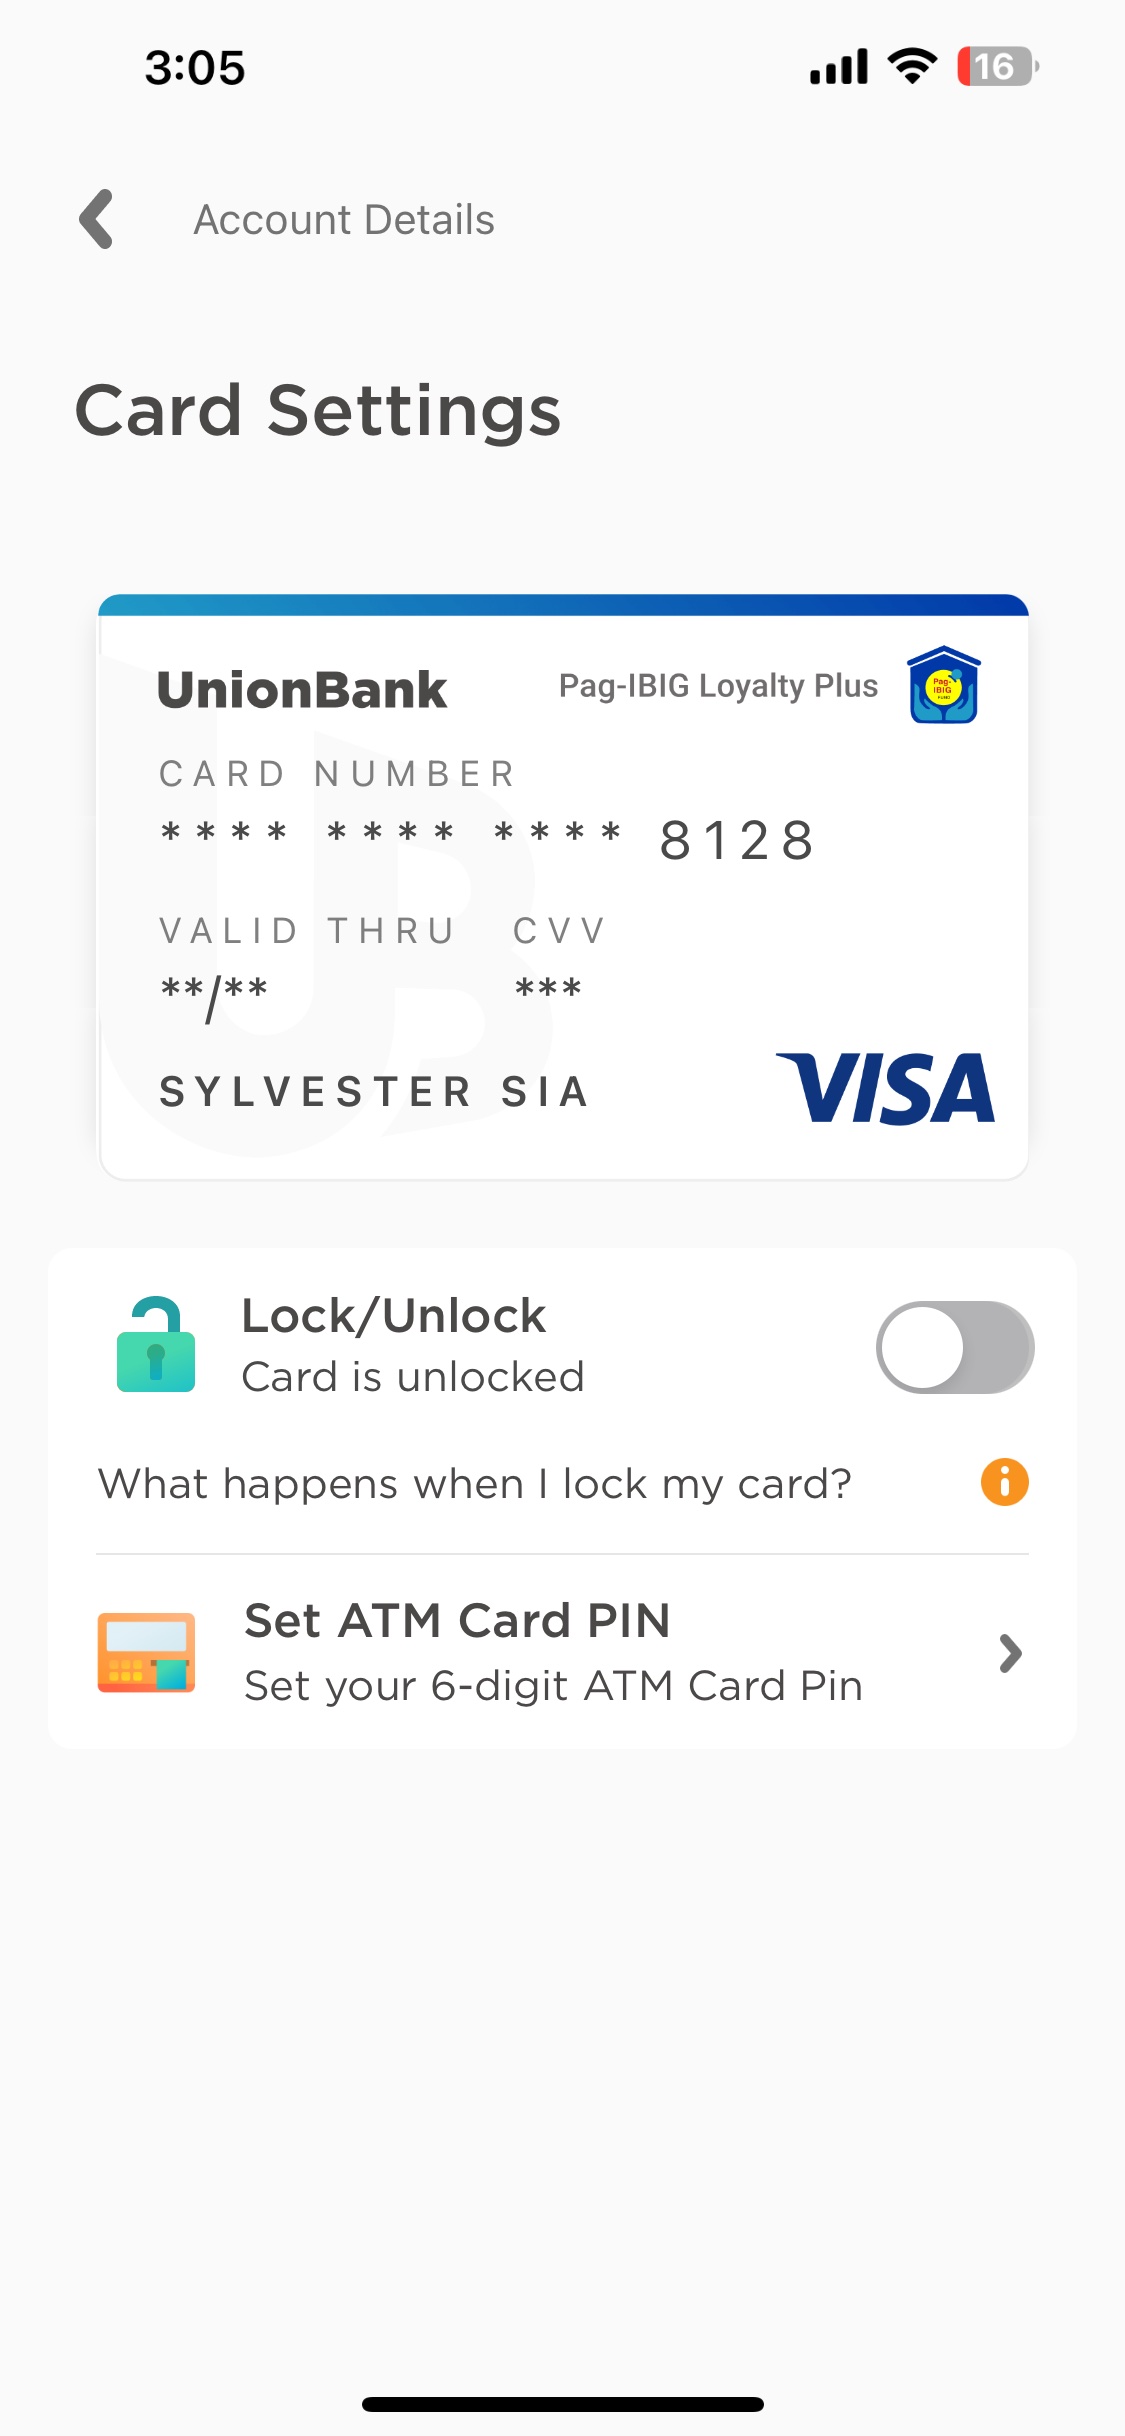 3:05
16
Account Details
Card Settings
UnionBank
Pag-IBIG Loyalty Plus
Pag-
IBIG
FUND
CARD NUMBER
**** **** **** 8128
VALID THRU CVV
**/** ***
SYLVESTER SIA
VISA
Lock/Unlock
Card is unlocked
What happens when I lock my card?
Set ATM Card PIN
Set your 6-digit ATM Card Pin